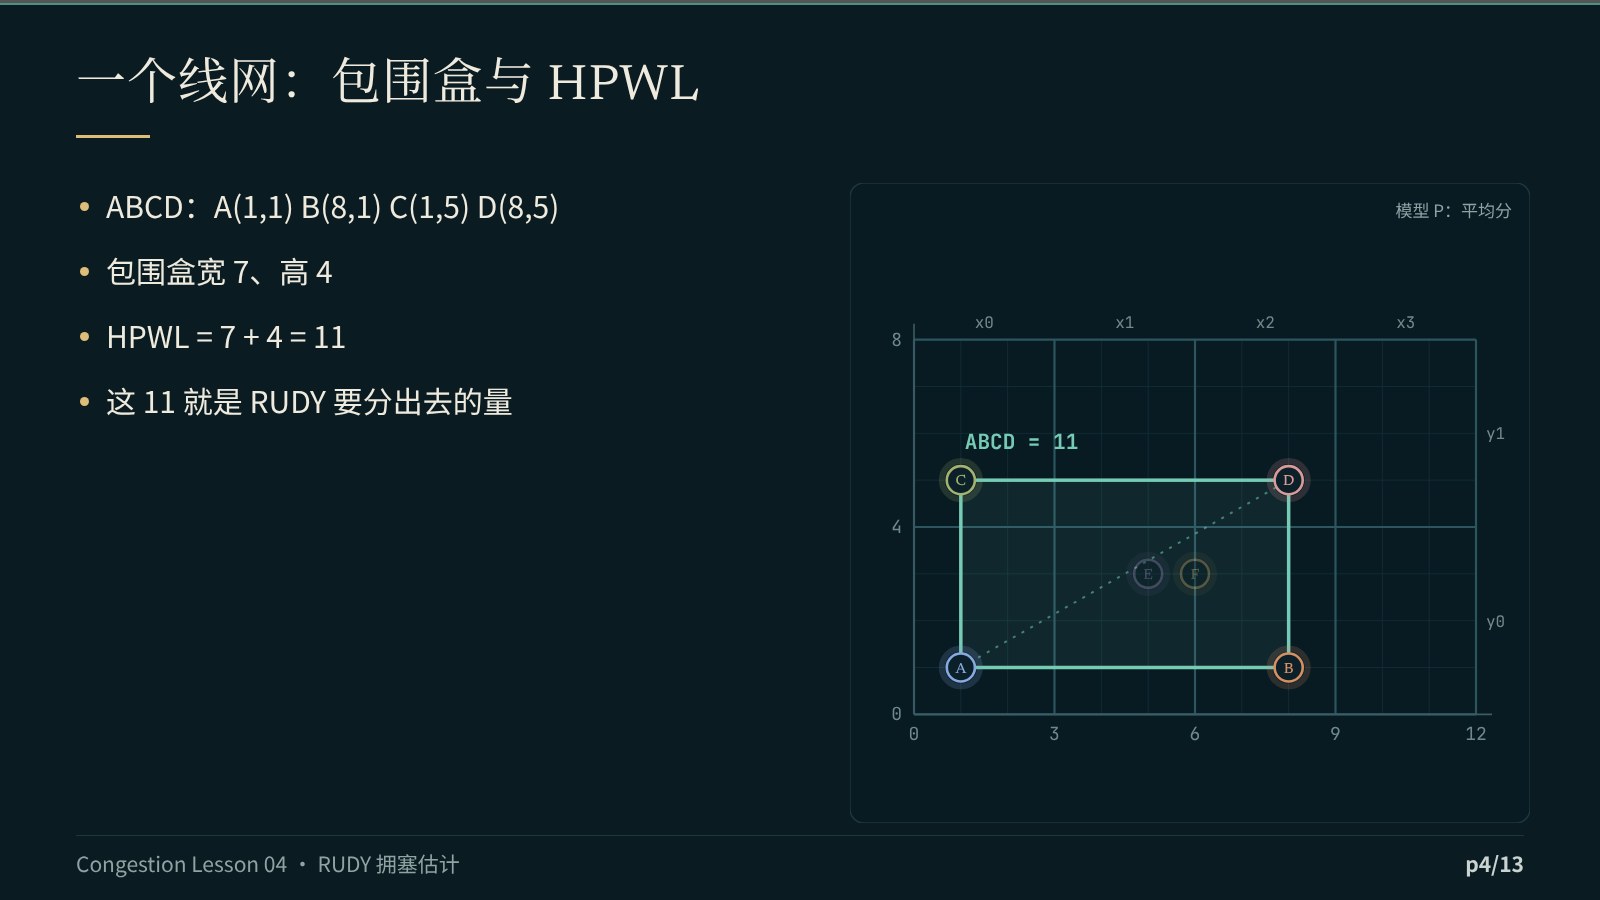 一个线网：包围盒与 HPWL
• ABCD：A(1,1) B(8,1) C(1,5) D(8,5)
• 包围盒宽 7、高 4
• HPWL = 7 + 4 = 11
• 这 11 就是 RUDY 要分出去的量
模型 P：平均分
x0 x1 x2 x3
8
y1
ABCD = 11
C D
4
E F
y0
A B
0
0 3 6 9 12
Congestion Lesson 04 · RUDY 拥塞估计
p4/13